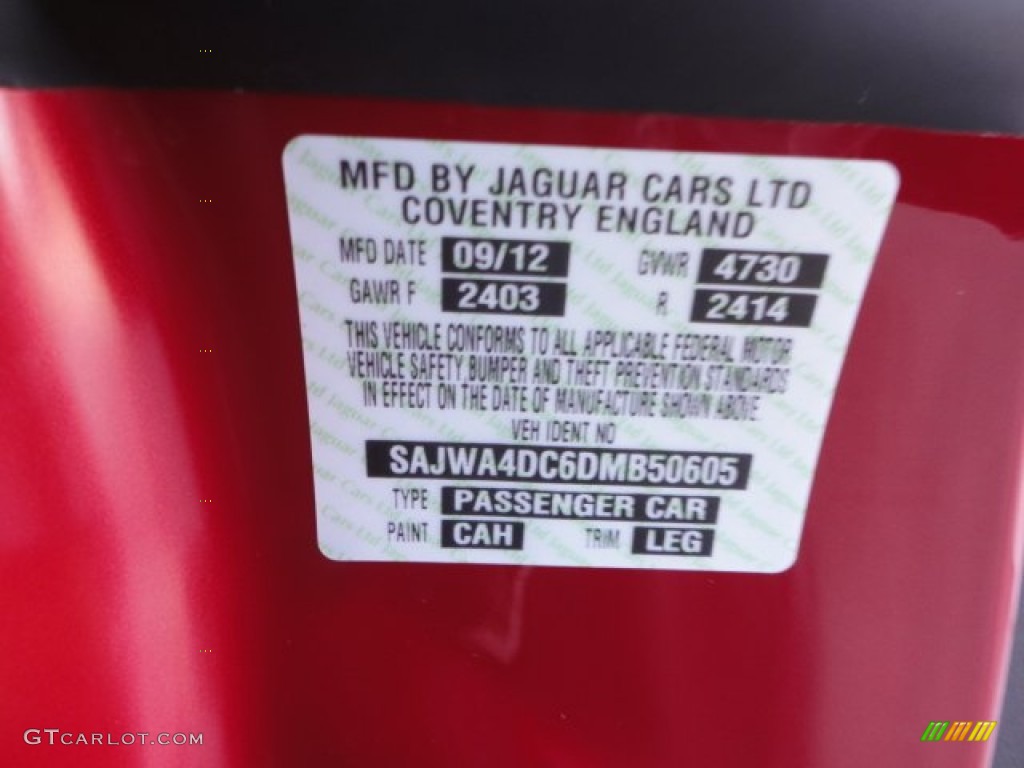 MFD BY JAGUAR CARS LTD
COVENTRY ENGLAND
MFD DATE 09/12 GVWR 4730
GAWR F 2403 R 2414
THIS VEHICLE CONFORMS TO ALL APPLICABLE FEDERAL MOTOR
VEHICLE SAFETY, BUMPER AND THEFT PREVENTION STANDARDS
IN EFFECT ON THE DATE OF MANUFACTURE SHOWN ABOVE
VEH IDENT NO
SAJWA4DC6DMB50605
TYPE PASSENGER CAR
PAINT CAH TRIM LEG
GTCARLOT.COM